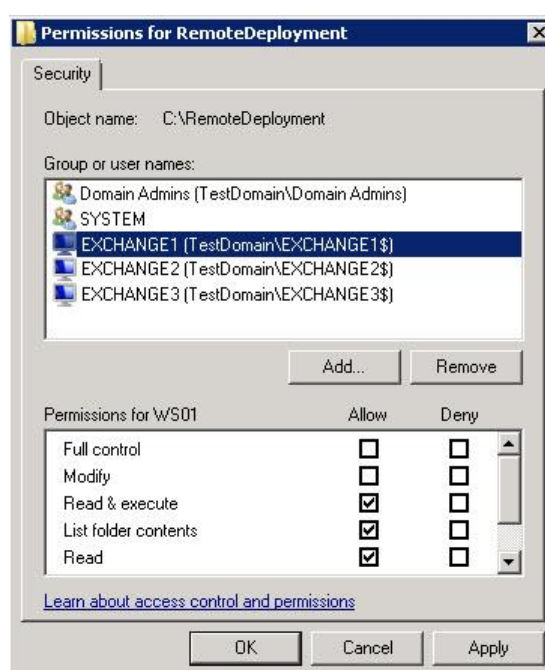 Permissions for RemoteDeployment
Security
Object name: C:\RemoteDeployment
Group or user names:
Domain Admins (TestDomain\Domain Admins)
SYSTEM
EXCHANGE1 (TestDomain\EXCHANGE1$)
EXCHANGE2 (TestDomain\EXCHANGE2$)
EXCHANGE3 (TestDomain\EXCHANGE3$)
Add... Remove
Permissions for WS01 Allow Deny
Full control
Modify
Read & execute
List folder contents
Read
Learn about access control and permissions
OK Cancel Apply